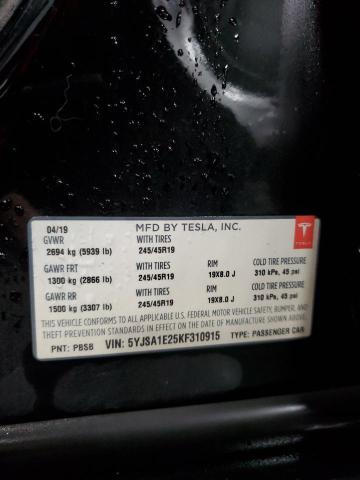 04/19 MFD BY TESLA, INC.
GVWR WITH TIRES
2694 kg (5939 lb) 245/45R19
GAWR FRT WITH TIRES RIM COLD TIRE PRESSURE
1300 kg (2866 lb) 245/45R19 19X8.0 J 310 kPa, 45 psi
GAWR RR WITH TIRES RIM COLD TIRE PRESSURE
1500 kg (3307 lb) 245/45R19 19X8.0 J 310 kPa, 45 psi
THIS VEHICLE CONFORMS TO ALL APPLICABLE U.S. FEDERAL MOTOR VEHICLE SAFETY, BUMPER,
AND THEFT PREVENTION STANDARDS IN EFFECT ON THE DATE OF MANUFACTURE SHOWN ABOVE.
PNT: PBSB VIN: 5YJSA1E25KF310915 TYPE: PASSENGER CAR
TESLA